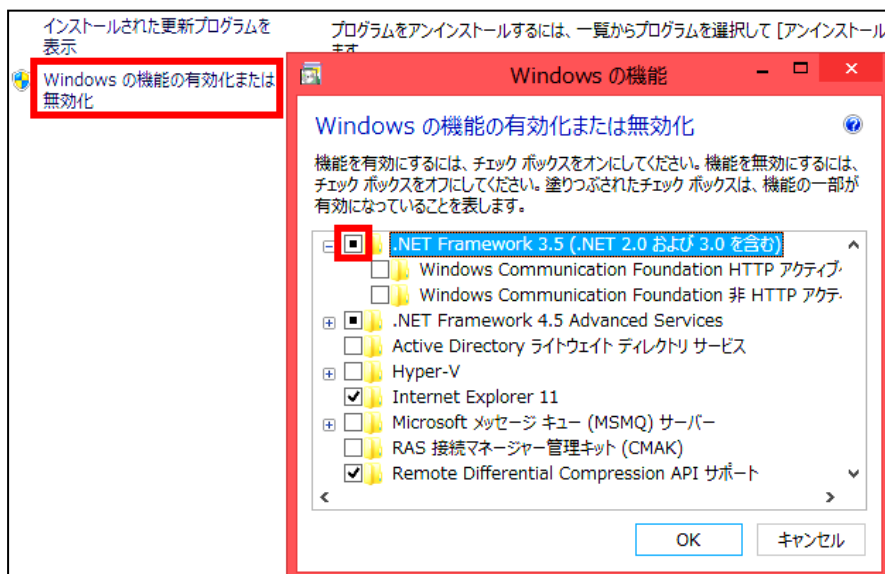 インストールされた更新プログラムを
表示
Windows の機能の有効化または
無効化
プログラムをアンインストールするには、一覧からプログラムを選択して [アンインストール
ます
Windows の機能
Windows の機能の有効化または無効化
機能を有効にするには、チェック ボックスをオンにしてください。機能を無効にするには、
チェック ボックスをオフにしてください。塗りつぶされたチェック ボックスは、機能の一部が
有効になっていることを表します。
.NET Framework 3.5 (.NET 2.0 および 3.0 を含む)
Windows Communication Foundation HTTP アクティブ
Windows Communication Foundation 非 HTTP アクテ
.NET Framework 4.5 Advanced Services
Active Directory ライトウェイト ディレクトリ サービス
Hyper-V
Internet Explorer 11
Microsoft メッセージ キュー (MSMQ) サーバー
RAS 接続マネージャー管理キット (CMAK)
Remote Differential Compression API サポート
OK
キャンセル